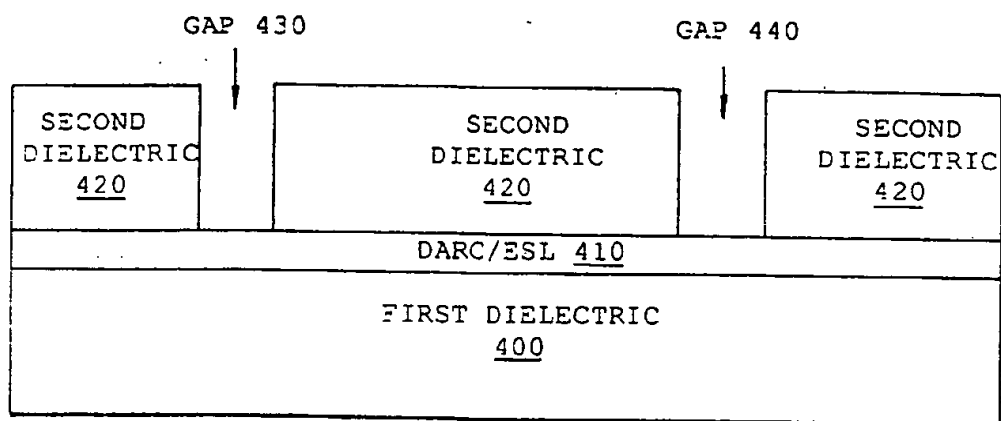 GAP 430
GAP 440
SECOND
DIELECTRIC
420
SECOND
DIELECTRIC
420
SECOND
DIELECTRIC
420
DARC/ESL 410
FIRST DIELECTRIC
400